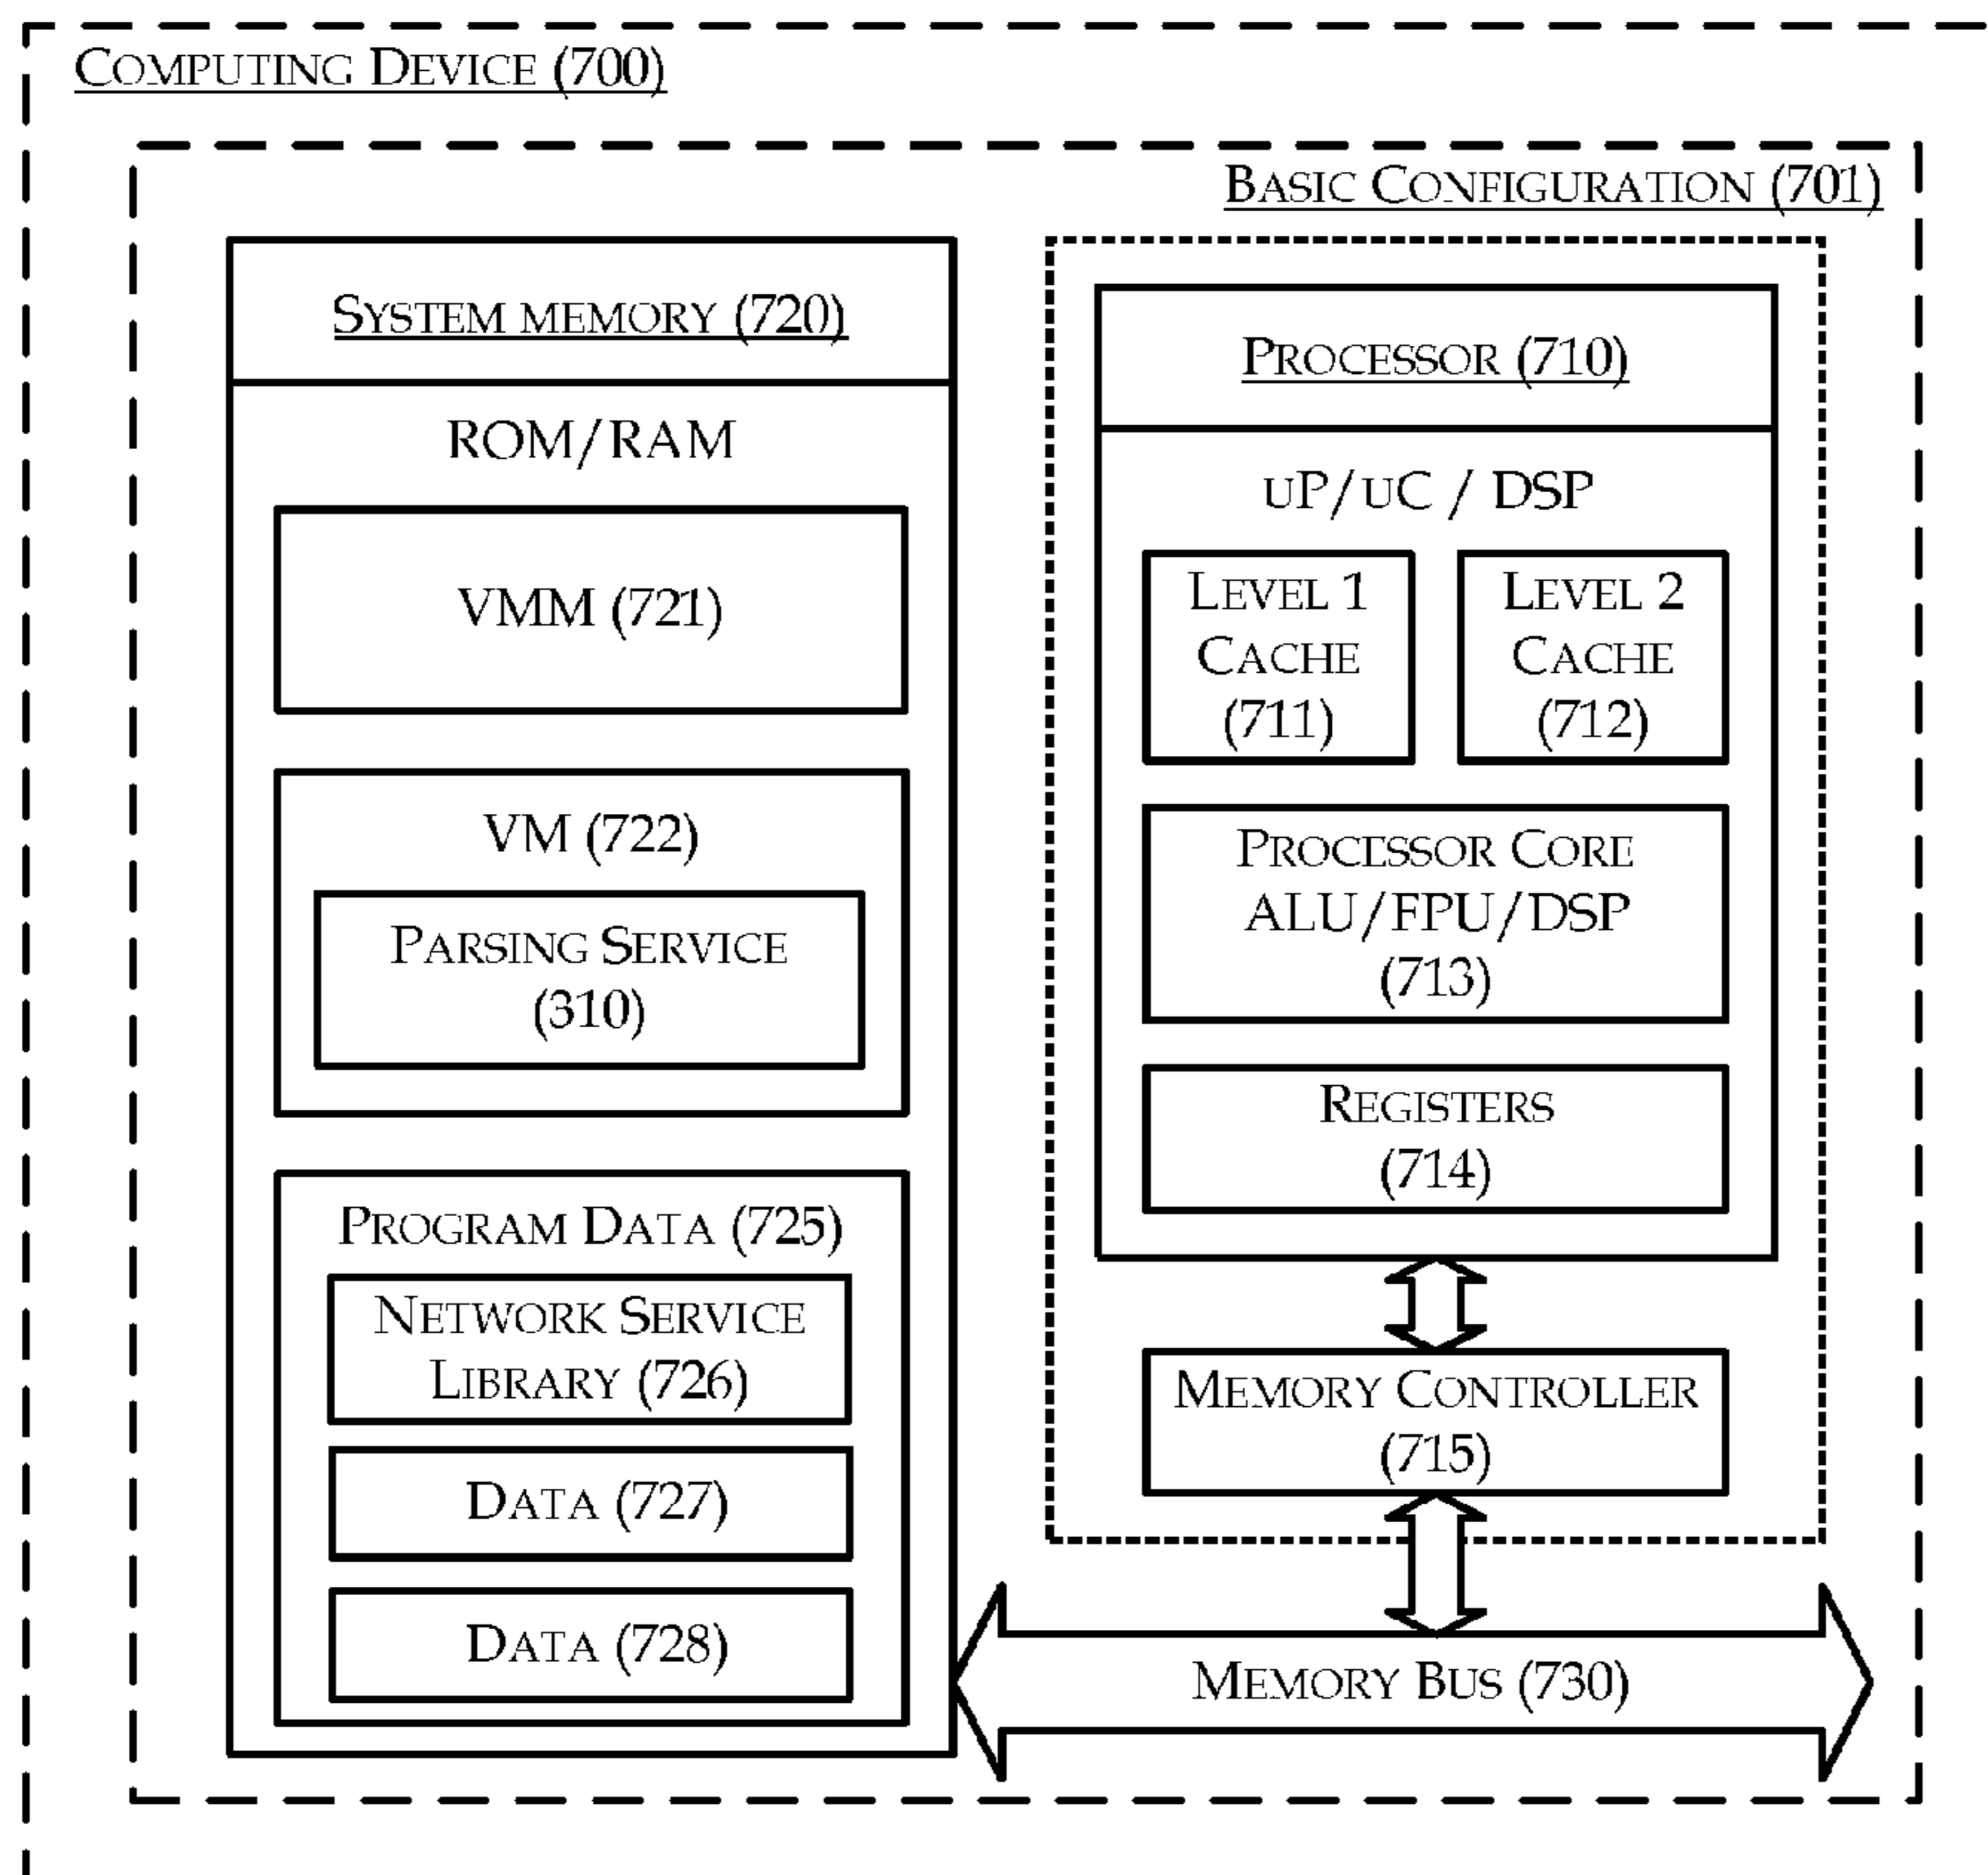 COMPUTING DEVICE (700)
BASIC CONFIGURATION (701)
SYSTEM MEMORY (720)
ROM/RAM
VMM (721)
VM (722)
PARSING SERVICE
(310)
PROGRAM DATA (725)
NETWORK SERVICE
LIBRARY (726)
DATA (727)
DATA (728)
PROCESSOR (710)
UP/UC / DSP
LEVEL 1
CACHE
(711)
LEVEL 2
CACHE
(712)
PROCESSOR CORE
ALU/FPU/DSP
(713)
REGISTERS
(714)
MEMORY CONTROLLER
(715)
MEMORY BUS (730)